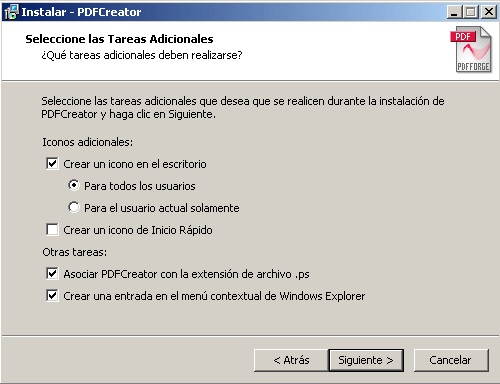 Instalar - PDFCreator
Seleccione las Tareas Adicionales
¿Qué tareas adicionales deben realizarse?
PDF
PDFFORGE
Seleccione las tareas adicionales que desea que se realicen durante la instalación de
PDFCreator y haga clic en Siguiente.
Iconos adicionales:
Crear un icono en el escritorio
Para todos los usuarios
Para el usuario actual solamente
Crear un icono de Inicio Rápido
Otras tareas:
Asociar PDFCreator con la extensión de archivo .ps
Crear una entrada en el menú contextual de Windows Explorer
< Atrás
Siguiente >
Cancelar